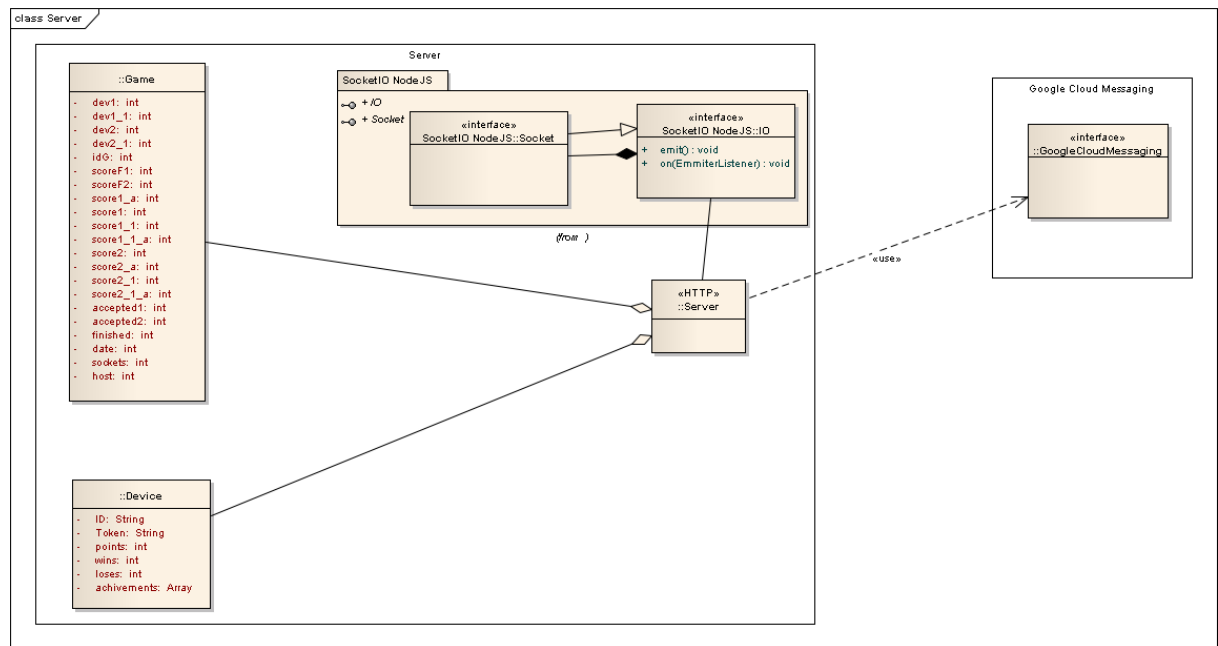 class Server
Server
::Game
- dev1: int
- dev1_1: int
- dev2: int
- dev2_1: int
- idG: int
- scoreF1: int
- scoreF2: int
- score1_a: int
- score1: int
- score1_1: int
- score1_1_a: int
- score2: int
- score2_a: int
- score2_1: int
- score2_1_a: int
- accepted1: int
- accepted2: int
- finished: int
- date: int
- sockets: int
- host: int
SocketIO NodeJS
+ IO
+ Socket
«interface»
SocketIO NodeJS::Socket
«interface»
SocketIO NodeJS::IO
+ emit() : void
+ on(EmmiterListener) : void
(from )
«HTTP»
::Server
«use»
Google Cloud Messaging
«interface»
::GoogleCloudMessaging
::Device
- ID: String
- Token: String
- points: int
- wins: int
- loses: int
- achivements: Array